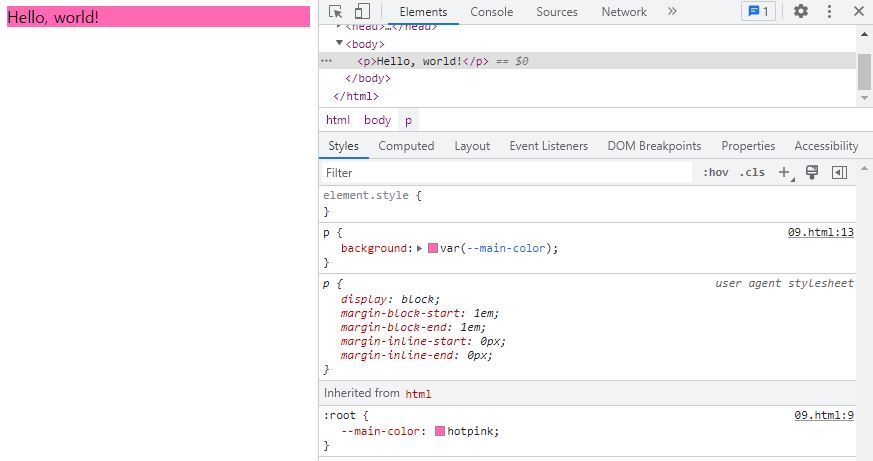 Hello, world!
Elements Console Sources Network » 1
<head>…</head>
<body>
··· <p>Hello, world!</p> == $0
</body>
</html>
html body p
Styles Computed Layout Event Listeners DOM Breakpoints Properties Accessibility
Filter :hov .cls +
element.style {
}
p { 09.html:13
background: var(--main-color);
}
p { user agent stylesheet
display: block;
margin-block-start: 1em;
margin-block-end: 1em;
margin-inline-start: 0px;
margin-inline-end: 0px;
}
Inherited from html
:root { 09.html:9
--main-color: hotpink;
}